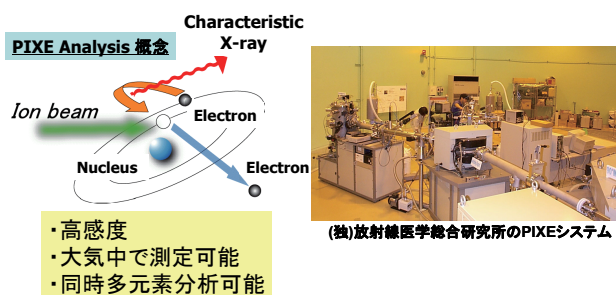 PIXE Analysis 概念
Characteristic
X-ray
Ion beam
Electron
Nucleus
Electron
・高感度
・大気中で測定可能
・同時多元素分析可能
(独)放射線医学総合研究所のPIXEシステム